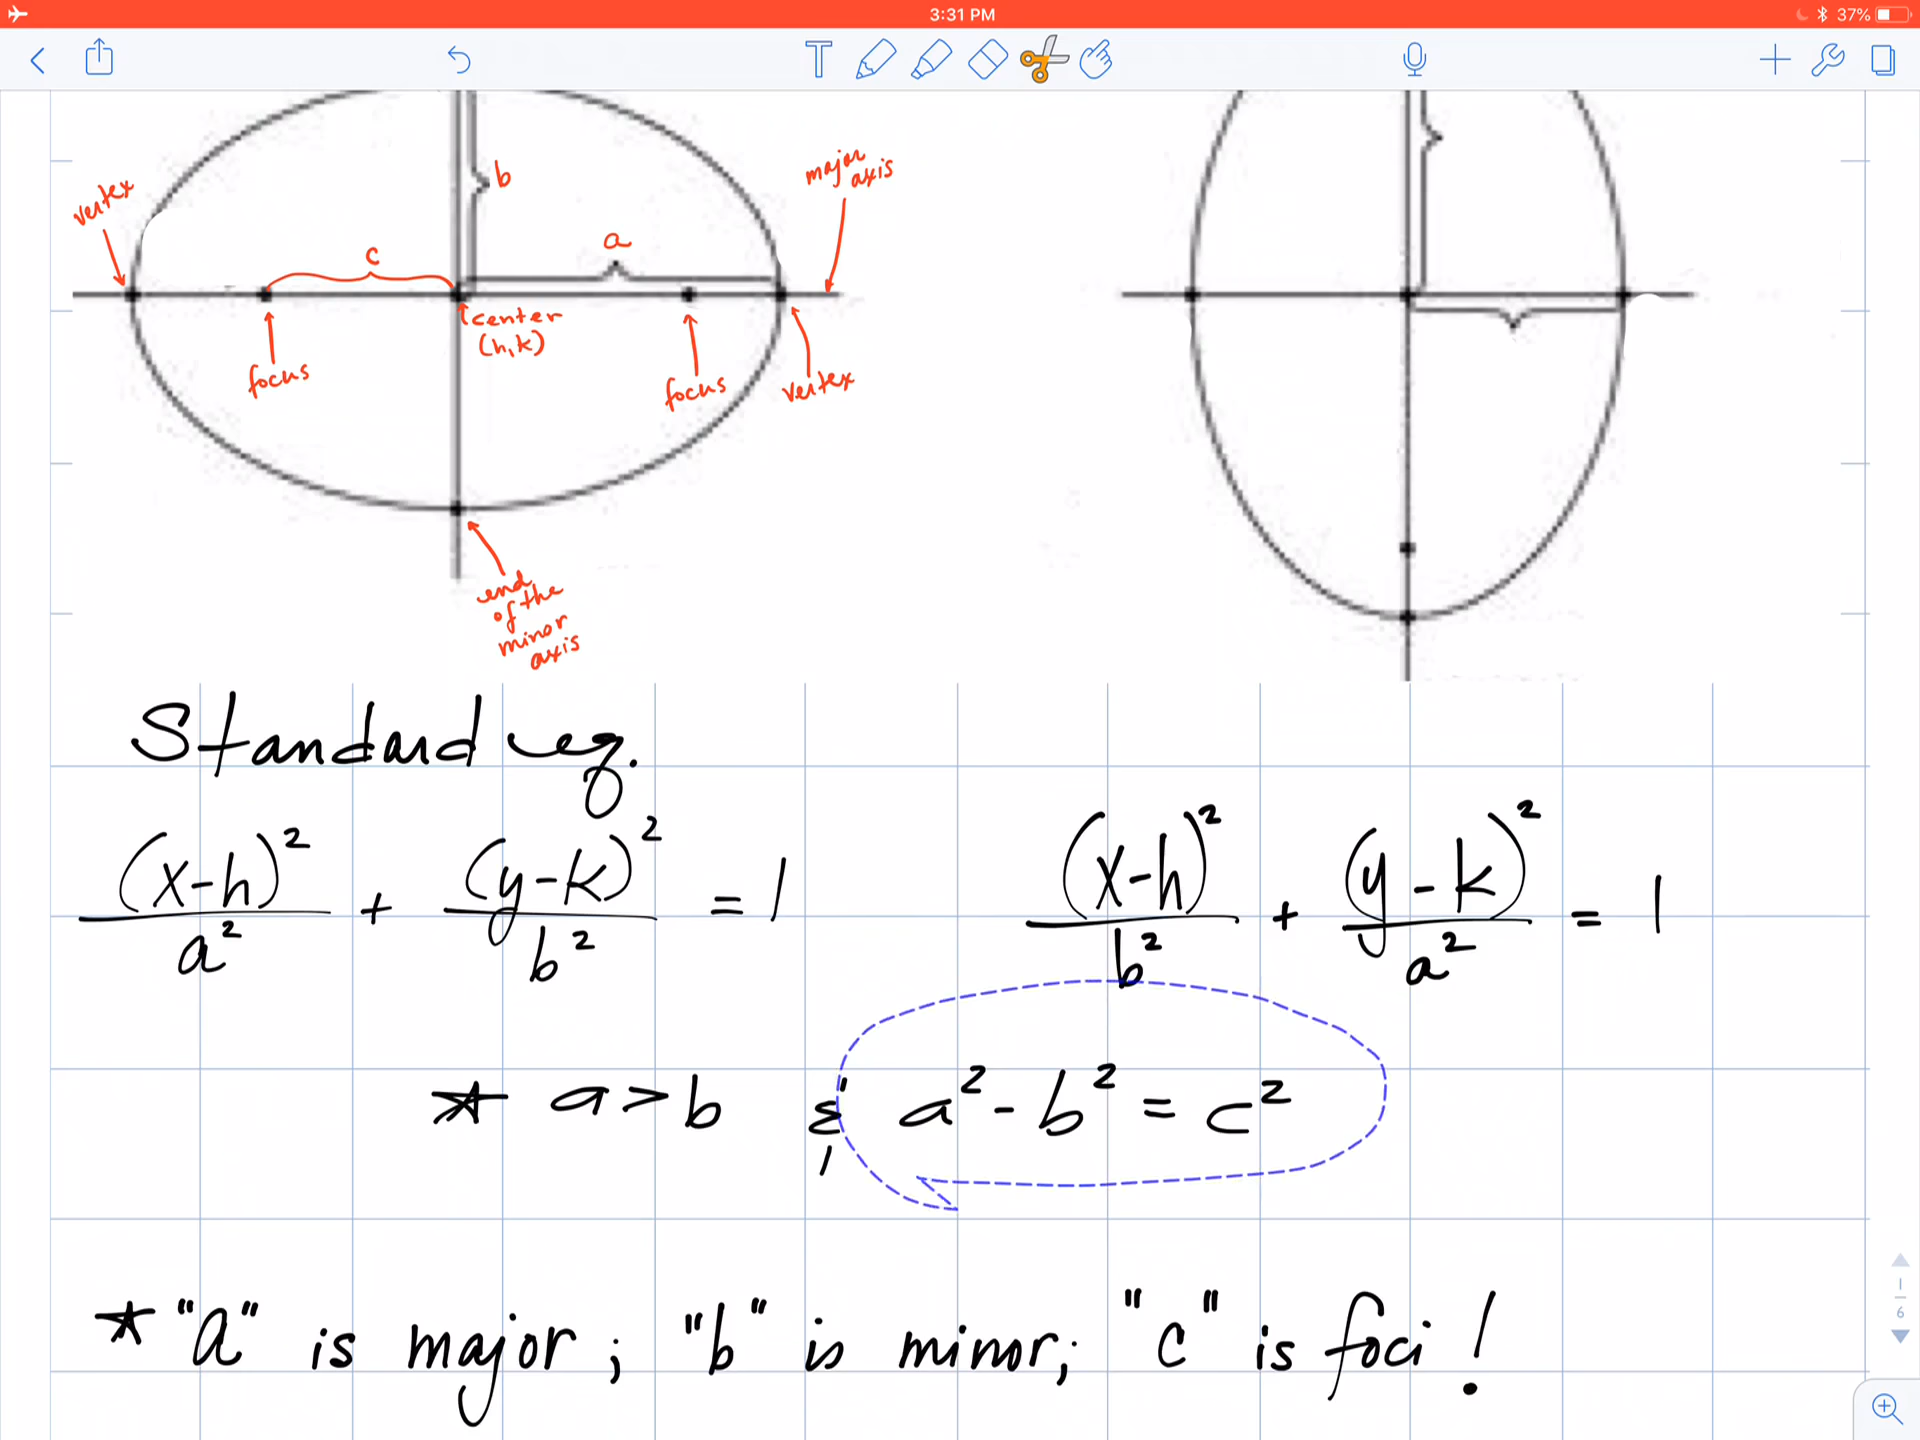 3:31 PM
37%
b
major axis
vertex
a
c
center
(h,k)
focus
focus
vertex
end of the minor axis
Standard eq.
(x-h)²/a² + (y-k)²/b² = 1
(x-h)²/b² + (y-k)²/a² = 1
* a>b & a²-b²=c²
* "a" is major; "b" is minor; "c" is foci!
1
6